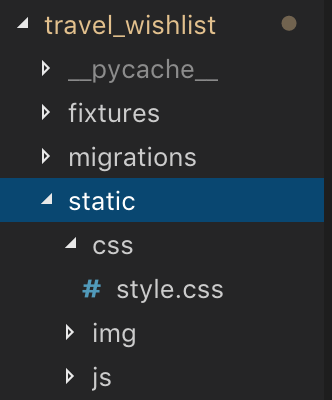 travel_wishlist
__pycache__
fixtures
migrations
static
css
# style.css
img
js